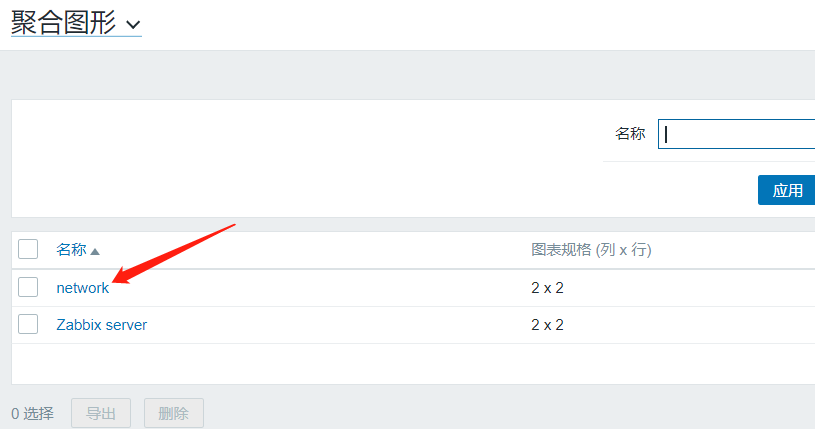 聚合图形
名称
应用
名称 图表规格 (列 x 行)
network 2 x 2
Zabbix server 2 x 2
0 选择 导出 删除